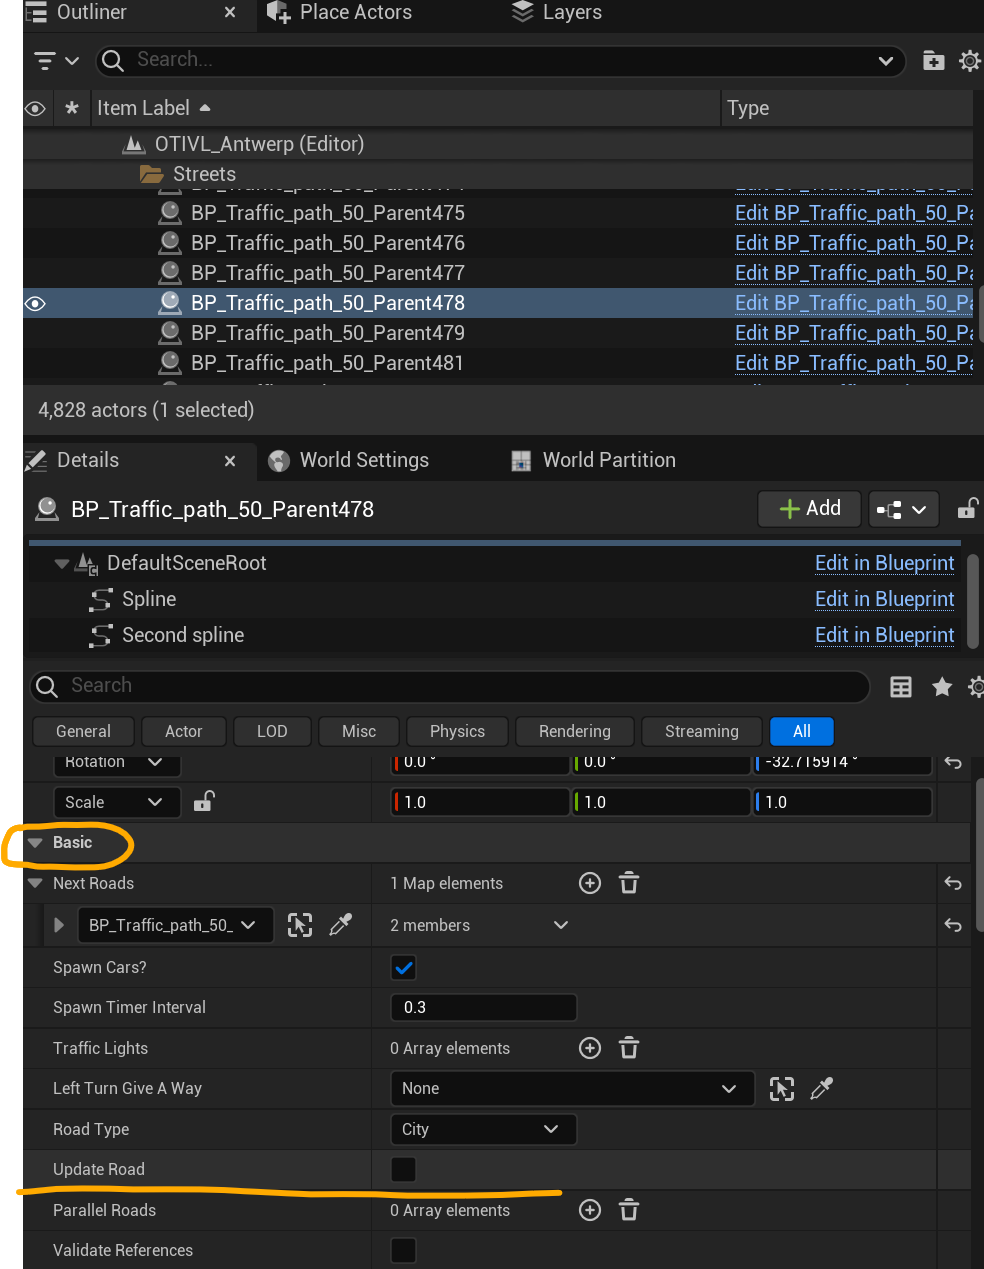 Outliner × Place Actors Layers
Search...
* Item Label Type
OTIVL_Antwerp (Editor)
Streets
BP_Traffic_path_50_Parent475 Edit BP_Traffic_path_50_Pa
BP_Traffic_path_50_Parent476 Edit BP_Traffic_path_50_Pa
BP_Traffic_path_50_Parent477 Edit BP_Traffic_path_50_Pa
BP_Traffic_path_50_Parent478 Edit BP_Traffic_path_50_Pa
BP_Traffic_path_50_Parent479 Edit BP_Traffic_path_50_Pa
BP_Traffic_path_50_Parent481 Edit BP_Traffic_path_50_Pa
4,828 actors (1 selected)
Details × World Settings World Partition
BP_Traffic_path_50_Parent478 + Add
DefaultSceneRoot Edit in Blueprint
Spline Edit in Blueprint
Second spline Edit in Blueprint
Search
General Actor LOD Misc Physics Rendering Streaming All
Rotation 0.0 ° 0.0 ° -32.715914 °
Scale 1.0 1.0 1.0
Basic
Next Roads 1 Map elements
BP_Traffic_path_50_ 2 members
Spawn Cars?
Spawn Timer Interval 0.3
Traffic Lights 0 Array elements
Left Turn Give A Way None
Road Type City
Update Road
Parallel Roads 0 Array elements
Validate References